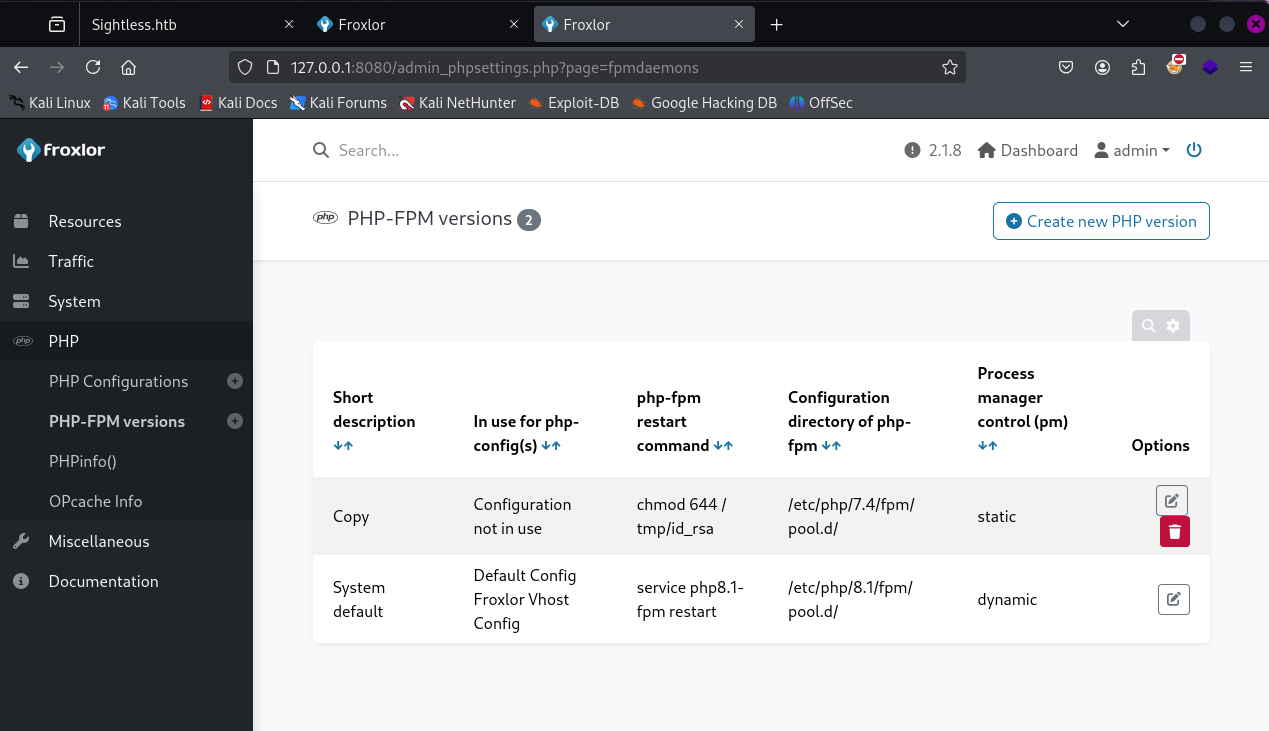 Sightless.htb
Froxlor
Froxlor
127.0.0.1:8080/admin_phpsettings.php?page=fpmdaemons
Kali Linux Kali Tools Kali Docs Kali Forums Kali NetHunter Exploit-DB Google Hacking DB OffSec
froxlor
Search...
2.1.8 Dashboard admin
Resources
Traffic
System
php PHP
PHP Configurations
PHP-FPM versions
PHPinfo()
OPcache Info
Miscellaneous
Documentation
php PHP-FPM versions 2
Create new PHP version
Short
description
In use for php-
config(s)
php-fpm
restart
command
Configuration
directory of php-
fpm
Process
manager
control (pm)
Options
Copy
Configuration
not in use
chmod 644 /
tmp/id_rsa
/etc/php/7.4/fpm/
pool.d/
static
System
default
Default Config
Froxlor Vhost
Config
service php8.1-
fpm restart
/etc/php/8.1/fpm/
pool.d/
dynamic